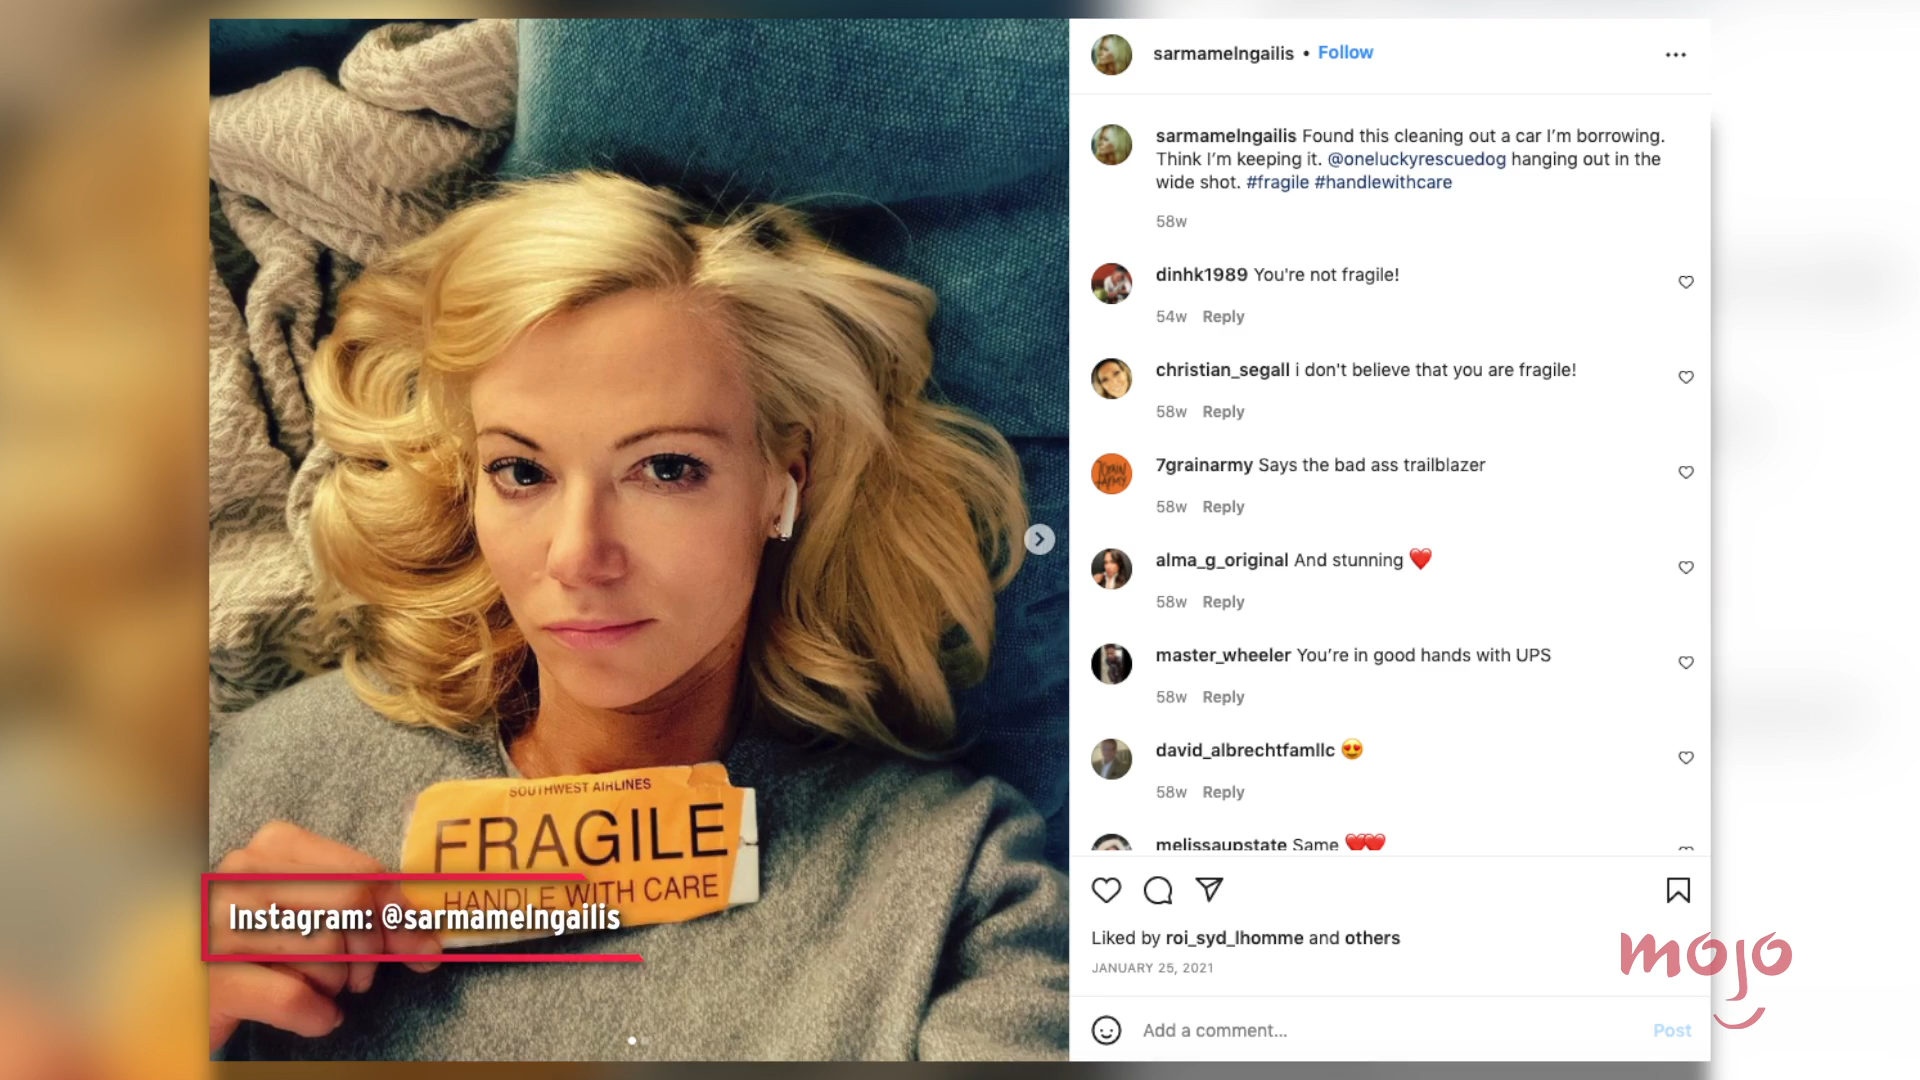 SOUTHWEST AIRLINES
FRAGILE
HANDLE WITH CARE
Instagram: @sarmamelngailis
sarmamelngailis • Follow
sarmamelngailis Found this cleaning out a car I'm borrowing.
Think I'm keeping it. @oneluckyrescuedog hanging out in the
wide shot. #fragile #handlewithcare
58w
dinhk1989 You're not fragile!
54w Reply
christian_segall i don't believe that you are fragile!
58w Reply
7grainarmy Says the bad ass trailblazer
58w Reply
alma_g_original And stunning ❤️
58w Reply
master_wheeler You're in good hands with UPS
58w Reply
david_albrechtfamllc 😍
58w Reply
melissaupstate Same ❤️❤️
Liked by roi_syd_lhomme and others
JANUARY 25, 2021
Add a comment...
Post
mojo